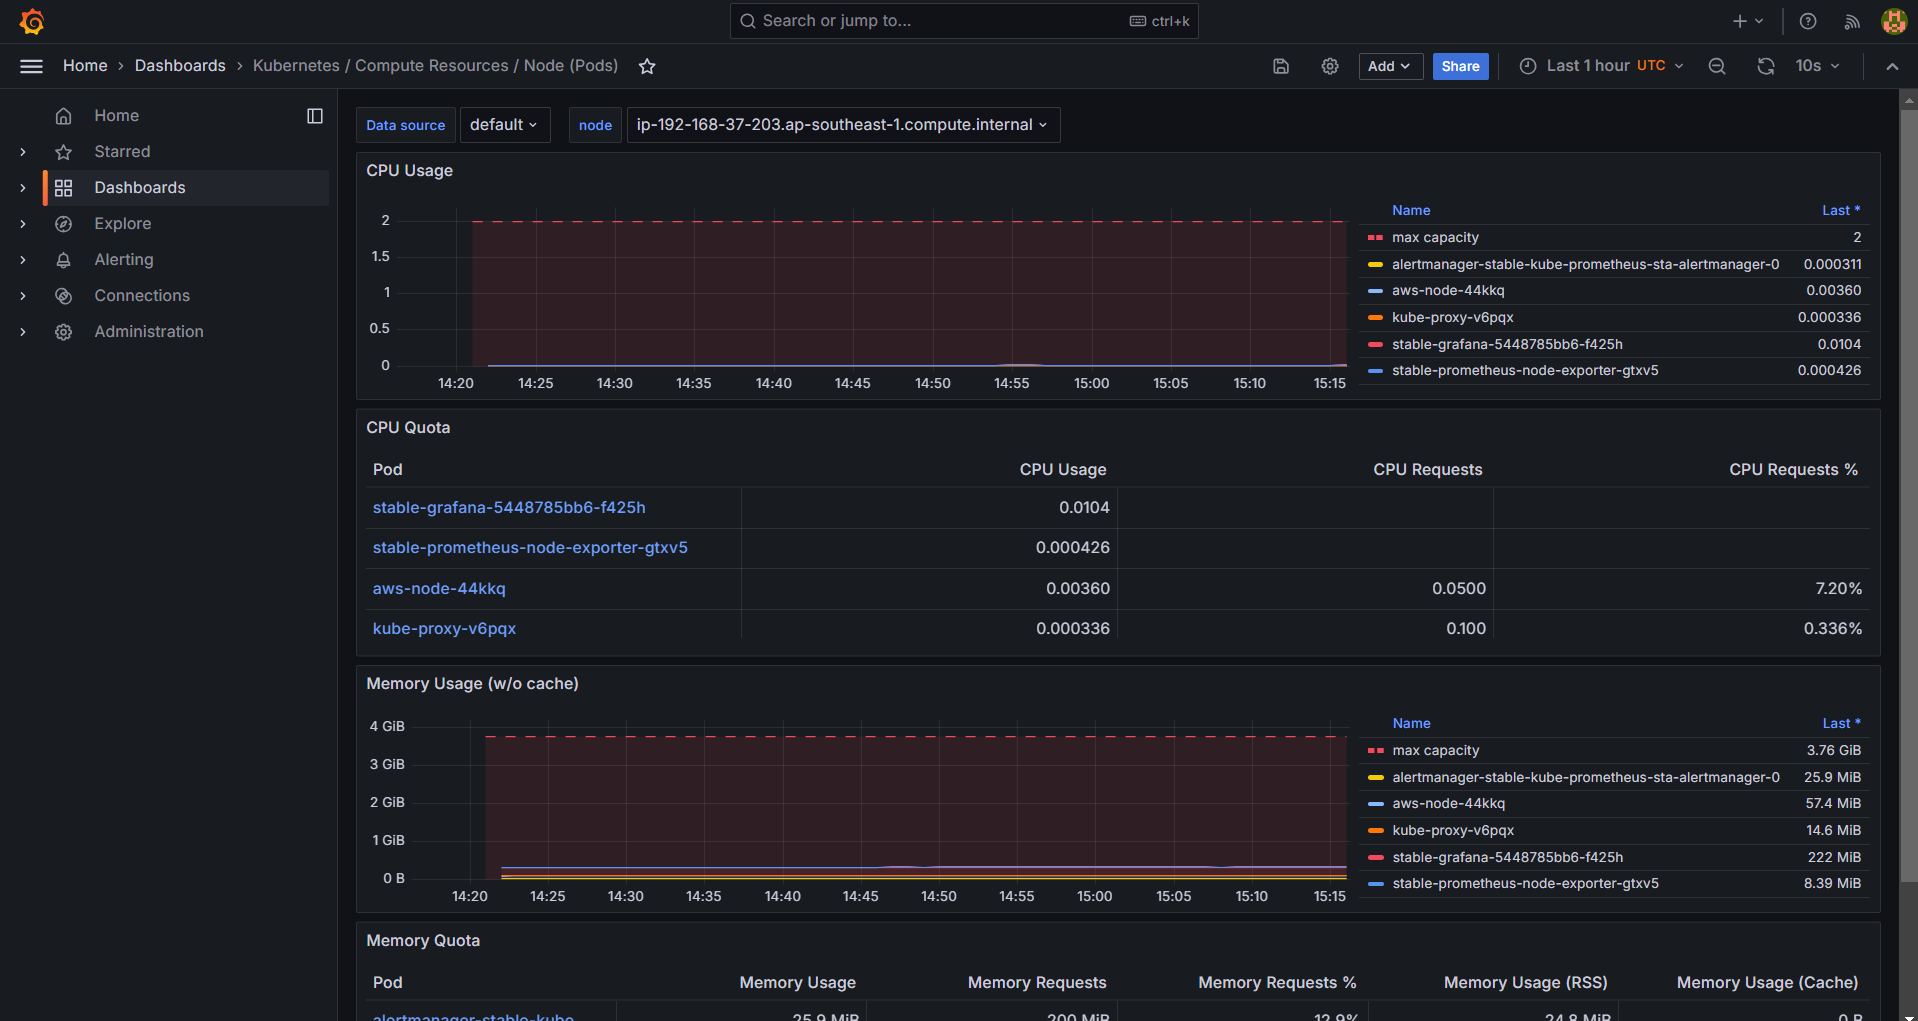 Search or jump to...
ctrl+k
Home › Dashboards › Kubernetes / Compute Resources / Node (Pods)
Add
Share
Last 1 hour UTC
10s
Home
Starred
Dashboards
Explore
Alerting
Connections
Administration
Data source default
node ip-192-168-37-203.ap-southeast-1.compute.internal
CPU Usage
2
1.5
1
0.5
0
14:20 14:25 14:30 14:35 14:40 14:45 14:50 14:55 15:00 15:05 15:10 15:15
Name Last *
max capacity 2
alertmanager-stable-kube-prometheus-sta-alertmanager-0 0.000311
aws-node-44kkq 0.00360
kube-proxy-v6pqx 0.000336
stable-grafana-5448785bb6-f425h 0.0104
stable-prometheus-node-exporter-gtxv5 0.000426
CPU Quota
Pod CPU Usage CPU Requests CPU Requests %
stable-grafana-5448785bb6-f425h 0.0104
stable-prometheus-node-exporter-gtxv5 0.000426
aws-node-44kkq 0.00360 0.0500 7.20%
kube-proxy-v6pqx 0.000336 0.100 0.336%
Memory Usage (w/o cache)
4 GiB
3 GiB
2 GiB
1 GiB
0 B
14:20 14:25 14:30 14:35 14:40 14:45 14:50 14:55 15:00 15:05 15:10 15:15
Name Last *
max capacity 3.76 GiB
alertmanager-stable-kube-prometheus-sta-alertmanager-0 25.9 MiB
aws-node-44kkq 57.4 MiB
kube-proxy-v6pqx 14.6 MiB
stable-grafana-5448785bb6-f425h 222 MiB
stable-prometheus-node-exporter-gtxv5 8.39 MiB
Memory Quota
Pod Memory Usage Memory Requests Memory Requests % Memory Usage (RSS) Memory Usage (Cache)
alertmanager-stable-kube- 25.9 MiB 200 MiB 12.9% 24.8 MiB 0 B